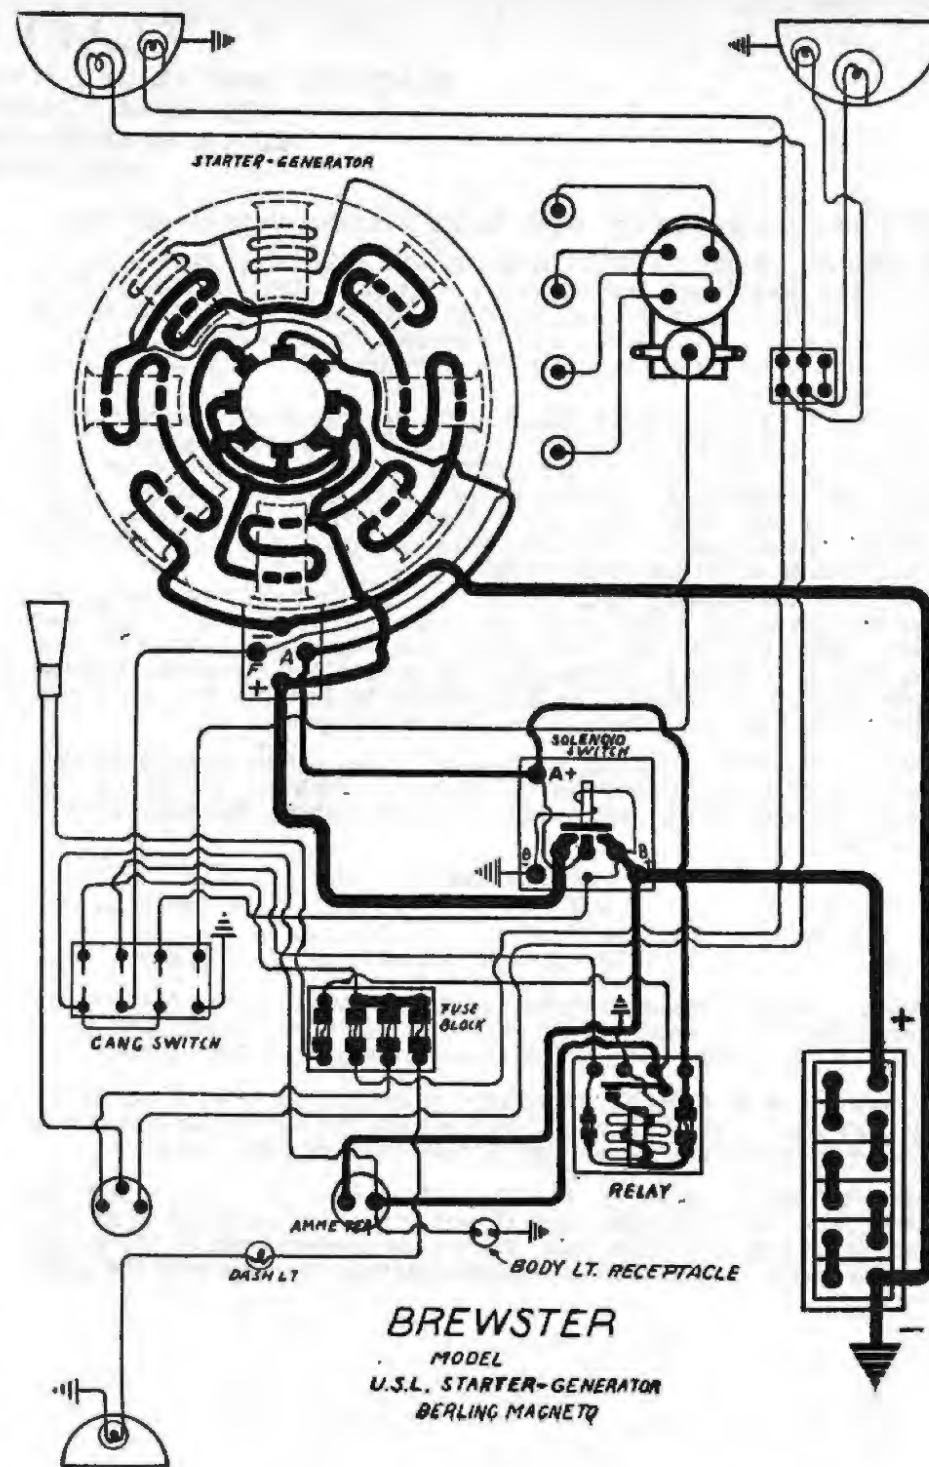 STARTER-GENERATOR
-
F A
+
SOLENOID
SWITCH
A+
B
-
B
+
GANG SWITCH
FUSE
BLOCK
+
RELAY
AMMETER
BODY LT. RECEPTACLE
DASH LT
-
BREWSTER
MODEL
U.S.L. STARTER-GENERATOR
BERLING MAGNETO